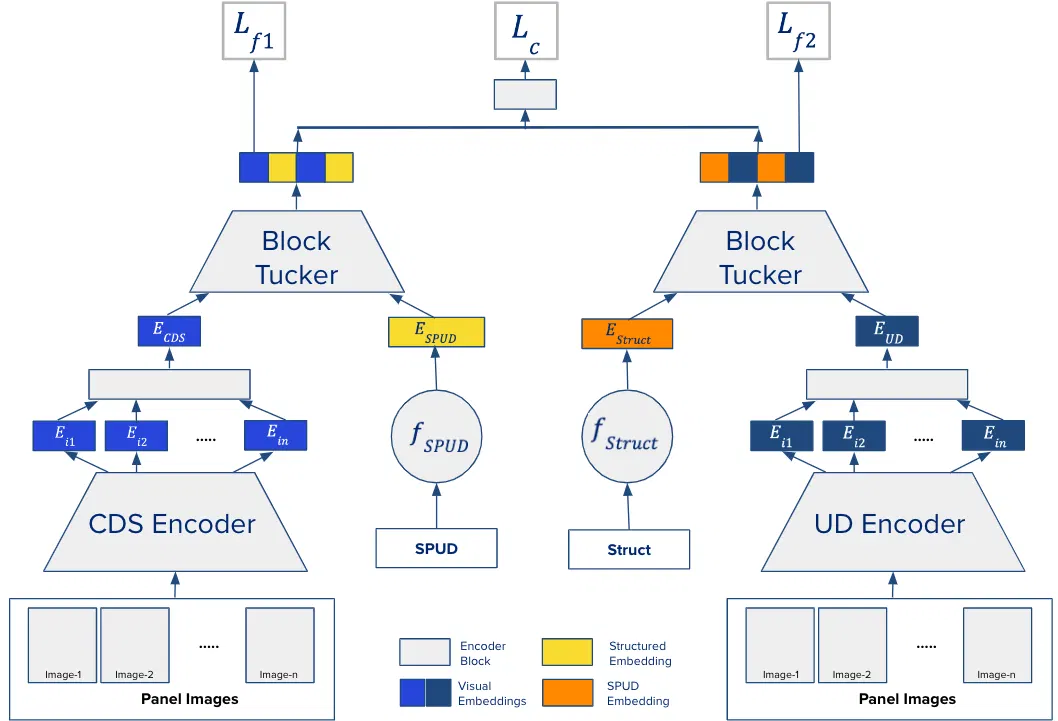 L_f1 L_c L_f2
Block Tucker
Block Tucker
E_CDS E_SPUD E_Struct E_UD
E_i1 E_i2 ..... E_in
f_SPUD f_Struct
E_i1 E_i2 ..... E_in
CDS Encoder
UD Encoder
SPUD
Struct
Image-1 Image-2 ..... Image-n
Panel Images
Encoder Block
Structured Embedding
Visual Embeddings
SPUD Embedding
Image-1 Image-2 ..... Image-n
Panel Images